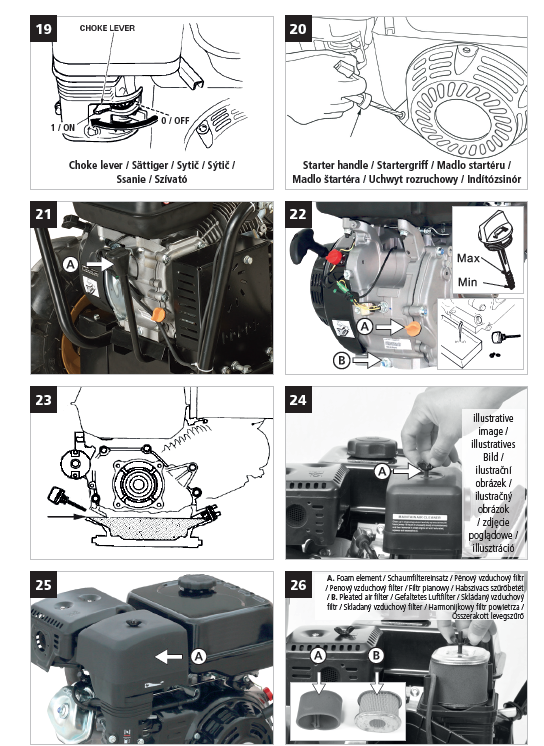 19
CHOKE LEVER
1 / ON
0 / OFF
Choke lever / Sättiger / Sytič / Sýtič /
Ssanie / Szívató
20
Starter handle / Startergriff / Madlo startéru /
Madlo štartéra / Uchwyt rozruchowy / Indítózsinór
21
A
22
Max
Min
A
B
23
24
A
illustrative
image /
illustratives
Bild /
ilustrační
obrázek /
ilustračný
obrázok
/ zdjęcie
poglądowe /
illusztráció
25
A
26
A. Foam element / Schaumfiltereinsatz / Pěnový vzduchový filtr
/ Penový vzduchový filter / Filtr pianowy / Habszivacs szűrőbetét
/ B. Pleated air filter / Gefaltetes Luftfilter / Skládaný vzduchový
filtr / Skladaný vzduchový filter / Harmonijkowy filtr powietrza /
Összerakott levegszűrő
A
B